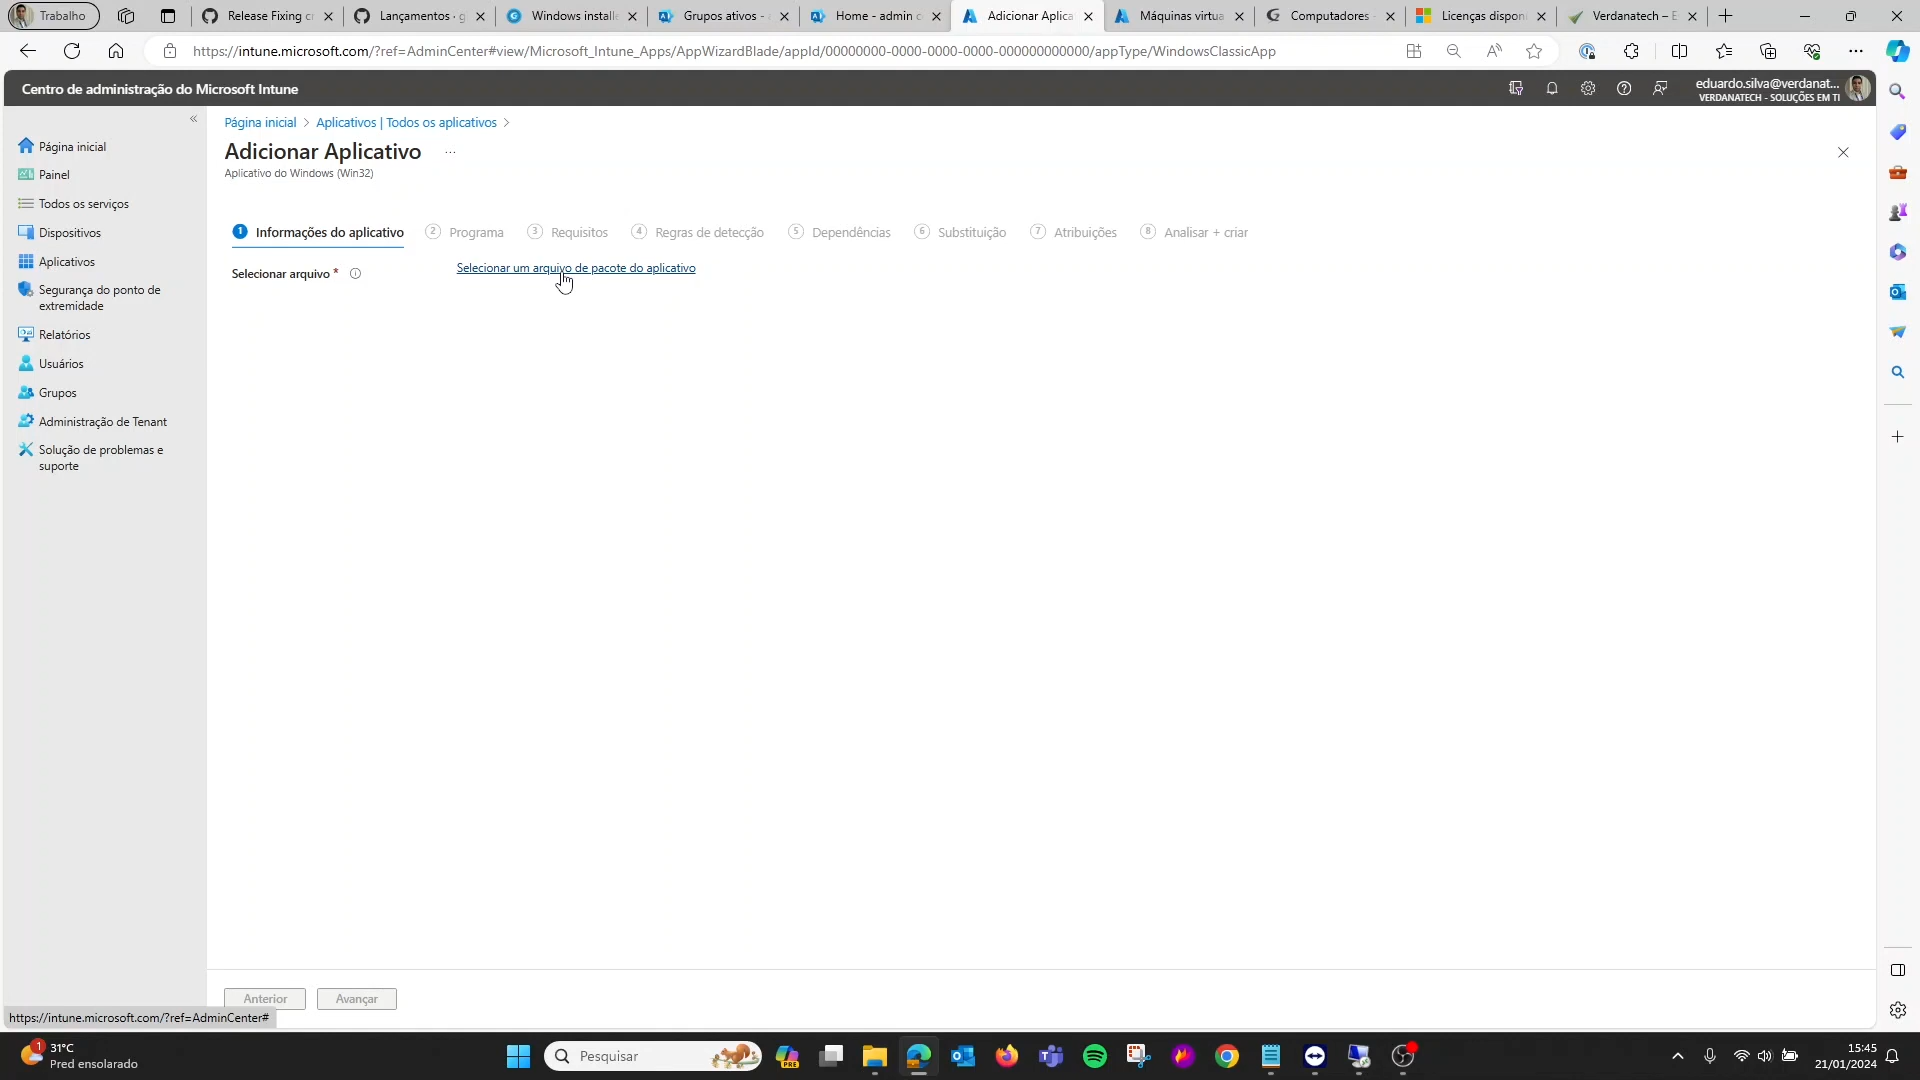 Trabalho
Release Fixing c
Lançamentos · g
Windows installe
Grupos ativos -
Home - admin c
Adicionar Aplica
Máquinas virtua
Computadores -
Licenças disponí
Verdanatech – E
https://intune.microsoft.com/?ref=AdminCenter#view/Microsoft_Intune_Apps/AppWizardBlade/appId/00000000-0000-0000-0000-000000000000/appType/WindowsClassicApp
Centro de administração do Microsoft Intune
eduardo.silva@verdanat...
VERDANATECH - SOLUÇÕES EM TI
Página inicial
Painel
Todos os serviços
Dispositivos
Aplicativos
Segurança do ponto de
extremidade
Relatórios
Usuários
Grupos
Administração de Tenant
Solução de problemas e
suporte
Página inicial > Aplicativos | Todos os aplicativos >
Adicionar Aplicativo ...
Aplicativo do Windows (Win32)
1 Informações do aplicativo
2 Programa
3 Requisitos
4 Regras de detecção
5 Dependências
6 Substituição
7 Atribuições
8 Analisar + criar
Selecionar arquivo *
Selecionar um arquivo de pacote do aplicativo
Anterior
Avançar
https://intune.microsoft.com/?ref=AdminCenter#
1
31°C
Pred ensolarado
Pesquisar
PRE
15:45
21/01/2024